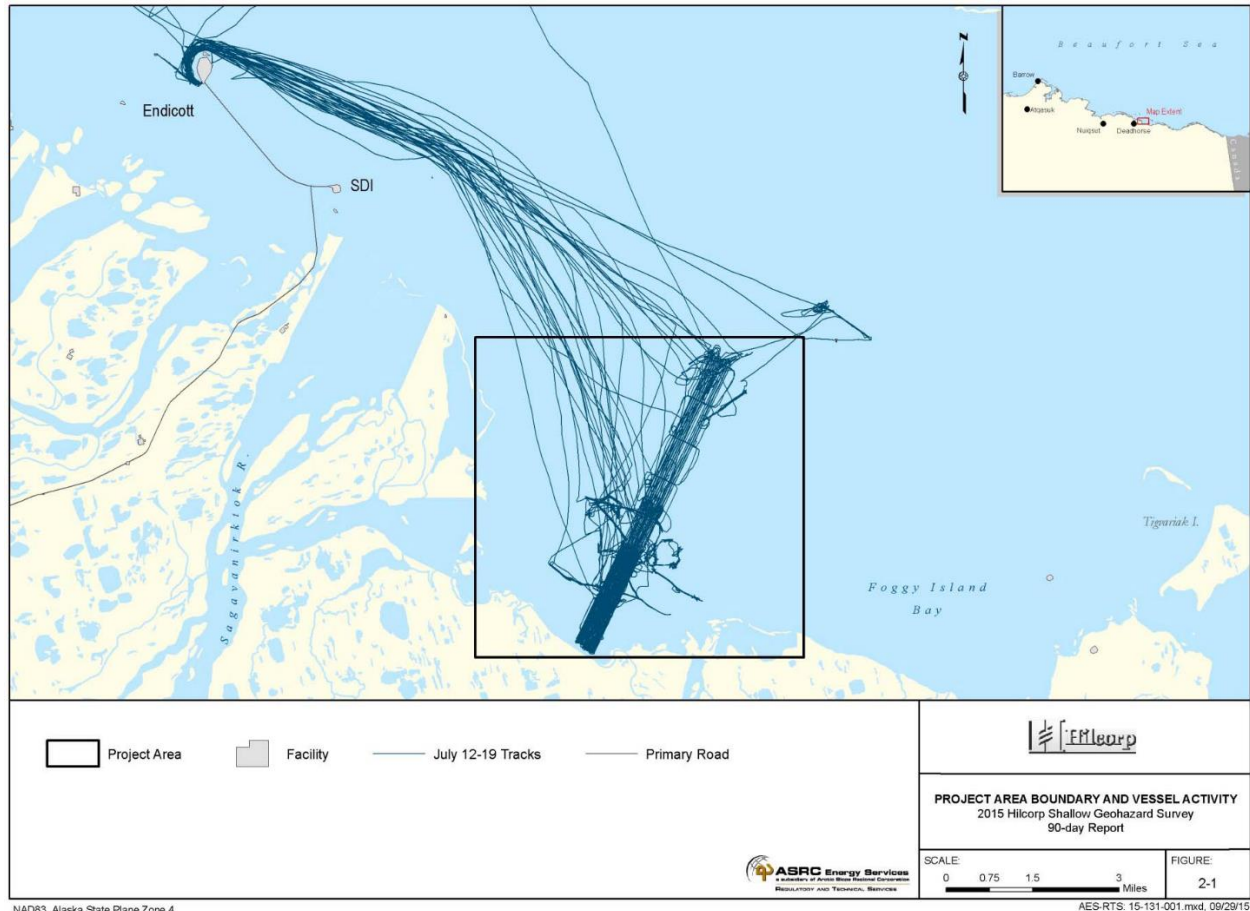 N
Beaufort Sea
Barrow
Atqasuk
Map Extent
Nuiqsut
Deadhorse
Canada
Endicott
SDI
Sagavanirktok R.
Tigvariak I.
Foggy Island
Bay
Project Area
Facility
July 12-19 Tracks
Primary Road
Hilcorp
PROJECT AREA BOUNDARY AND VESSEL ACTIVITY
2015 Hilcorp Shallow Geohazard Survey
90-day Report
ASRC Energy Services
a subsidiary of Arctic Slope Regional Corporation
REGULATORY AND TECHNICAL SERVICES
SCALE:
0 0.75 1.5 3
Miles
FIGURE:
2-1
NAD83, Alaska State Plane Zone 4
AES-RTS: 15-131-001.mxd, 09/29/15